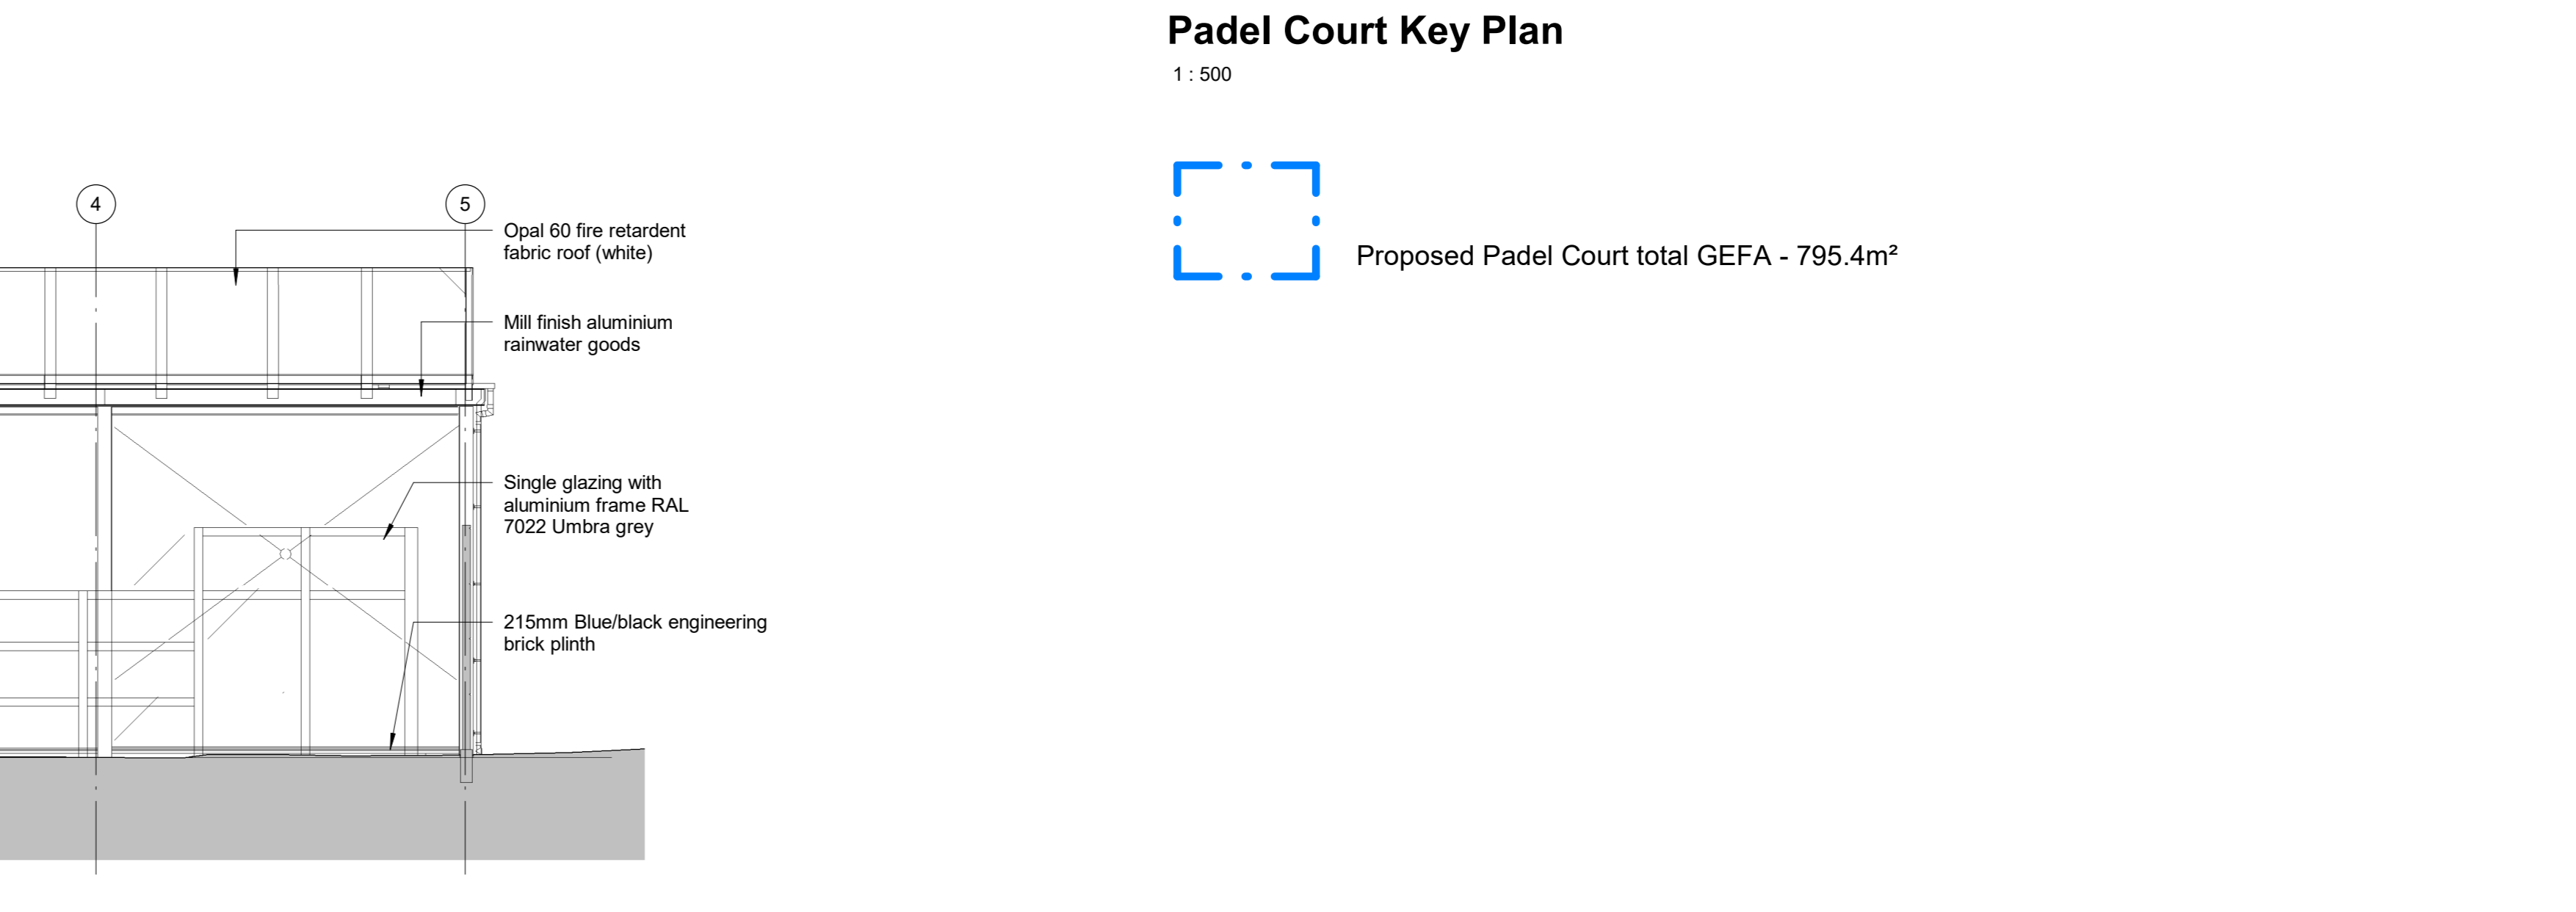 Padel Court Key Plan
1 : 500
4
5
Opal 60 fire retardent
fabric roof (white)
Mill finish aluminium
rainwater goods
Single glazing with
aluminium frame RAL
7022 Umbra grey
215mm Blue/black engineering
brick plinth
Proposed Padel Court total GEFA - 795.4m²